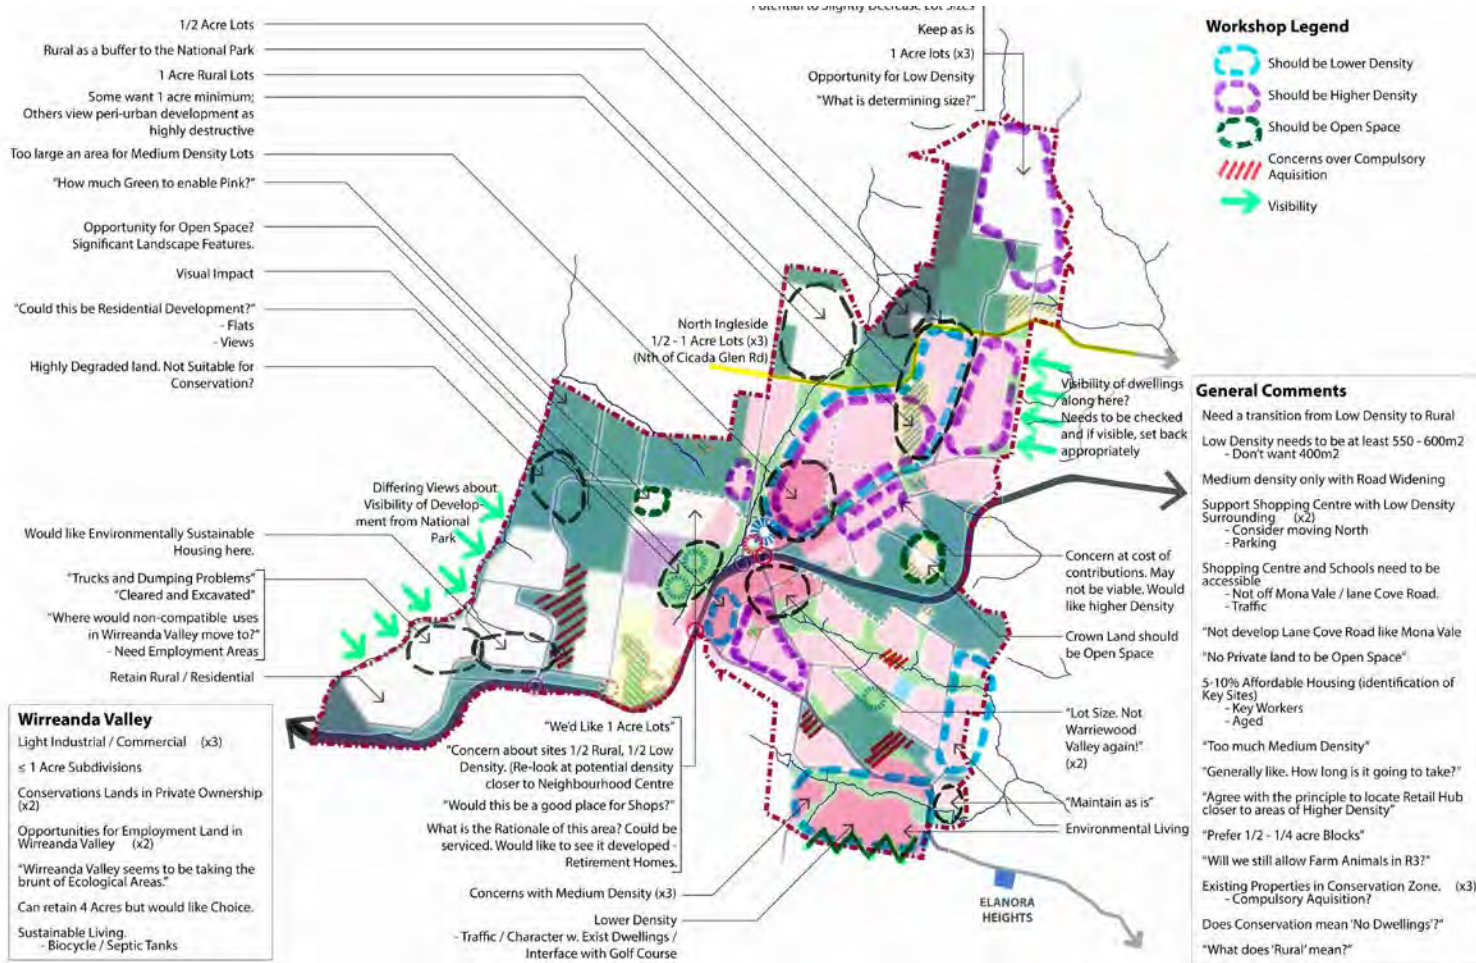 1/2 Acre Lots
Rural as a buffer to the National Park
1 Acre Rural Lots
Some want 1 acre minimum;
Others view peri-urban development as
highly destructive
Too large an area for Medium Density Lots
"How much Green to enable Pink?"
Opportunity for Open Space?
Significant Landscape Features.
Visual Impact
"Could this be Residential Development?"
- Flats
- Views
Highly Degraded land. Not Suitable for
Conservation?
Differing Views about
Visibility of Develop-
ment from National
Park
Would like Environmentally Sustainable
Housing here.
"Trucks and Dumping Problems"
"Cleared and Excavated"
"Where would non-compatible uses
in Wirreanda Valley move to?"
- Need Employment Areas
Retain Rural / Residential
Wirreanda Valley
Light Industrial / Commercial (x3)
≤ 1 Acre Subdivisions
Conservations Lands in Private Ownership
(x2)
Opportunities for Employment Land in
Wirreanda Valley (x2)
"Wirreanda Valley seems to be taking the
brunt of Ecological Areas."
Can retain 4 Acres but would like Choice.
Sustainable Living.
- Biocycle / Septic Tanks
Potential to Slightly Decrease Lot Sizes
Keep as is
1 Acre lots (x3)
Opportunity for Low Density
"What is determining size?"
North Ingleside
1/2 - 1 Acre Lots (x3)
(Nth of Cicada Glen Rd)
Visibility of dwellings
along here?
Needs to be checked
and if visible, set back
appropriately
Concern at cost of
contributions. May
not be viable. Would
like higher Density
Crown Land should
be Open Space
"Lot Size. Not
Warriewood
Valley again!"
(x2)
"Maintain as is"
Environmental Living
"We'd Like 1 Acre Lots"
"Concern about sites 1/2 Rural, 1/2 Low
Density. (Re-look at potential density
closer to Neighbourhood Centre
"Would this be a good place for Shops?"
What is the Rationale of this area? Could be
serviced. Would like to see it developed -
Retirement Homes.
Concerns with Medium Density (x3)
Lower Density
- Traffic / Character w. Exist Dwellings /
Interface with Golf Course
ELANORA
HEIGHTS
Workshop Legend
Should be Lower Density
Should be Higher Density
Should be Open Space
Concerns over Compulsory
Aquisition
Visibility
General Comments
Need a transition from Low Density to Rural
Low Density needs to be at least 550 - 600m2
- Don't want 400m2
Medium density only with Road Widening
Support Shopping Centre with Low Density
Surrounding (x2)
- Consider moving North
- Parking
Shopping Centre and Schools need to be
accessible
- Not off Mona Vale / lane Cove Road.
- Traffic
"Not develop Lane Cove Road like Mona Vale
"No Private land to be Open Space"
5-10% Affordable Housing (identification of
Key Sites)
- Key Workers
- Aged
"Too much Medium Density"
"Generally like. How long is it going to take?"
"Agree with the principle to locate Retail Hub
closer to areas of Higher Density"
"Prefer 1/2 - 1/4 acre Blocks"
"Will we still allow Farm Animals in R3?"
Existing Properties in Conservation Zone. (x3)
- Compulsory Aquisition?
Does Conservation mean 'No Dwellings'?"
"What does 'Rural' mean?"